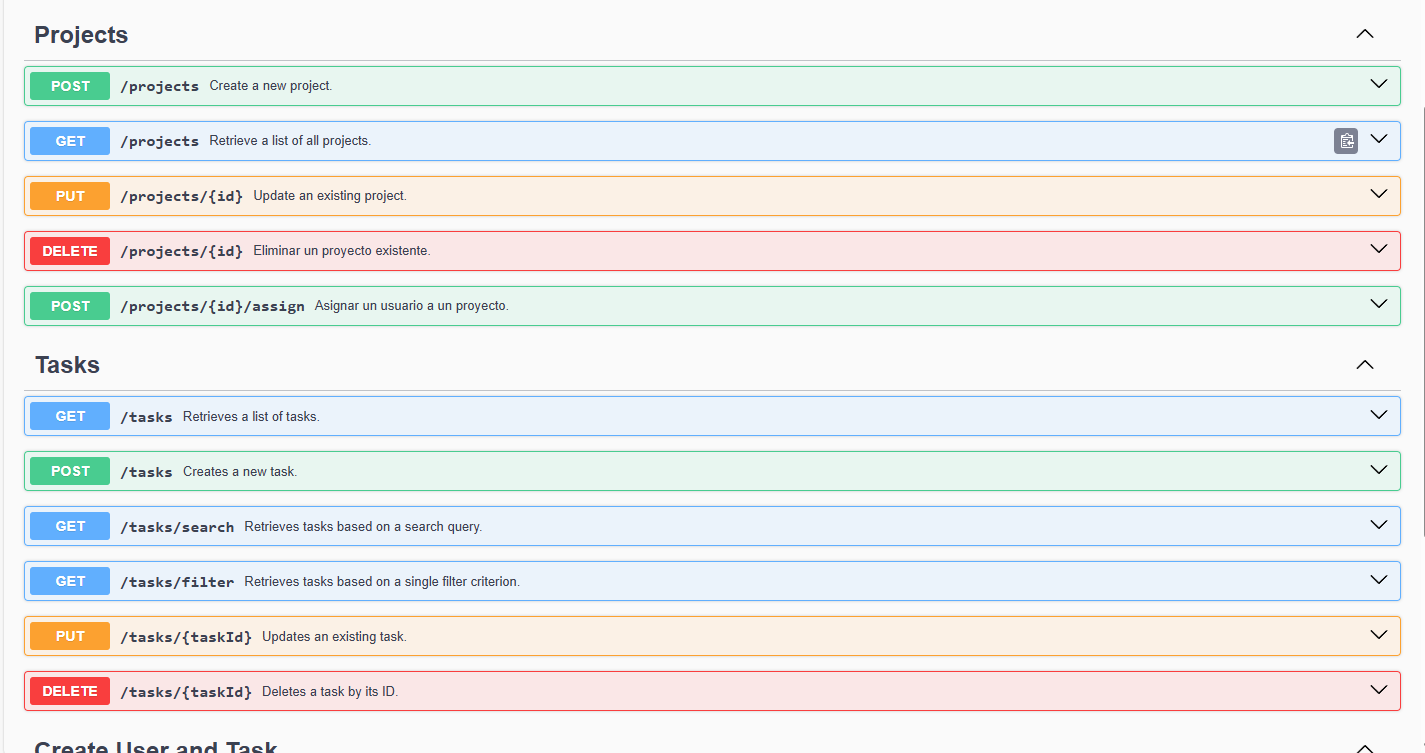 Projects
POST /projects Create a new project.
GET /projects Retrieve a list of all projects.
PUT /projects/{id} Update an existing project.
DELETE /projects/{id} Eliminar un proyecto existente.
POST /projects/{id}/assign Asignar un usuario a un proyecto.
Tasks
GET /tasks Retrieves a list of tasks.
POST /tasks Creates a new task.
GET /tasks/search Retrieves tasks based on a search query.
GET /tasks/filter Retrieves tasks based on a single filter criterion.
PUT /tasks/{taskId} Updates an existing task.
DELETE /tasks/{taskId} Deletes a task by its ID.
Create User and Task